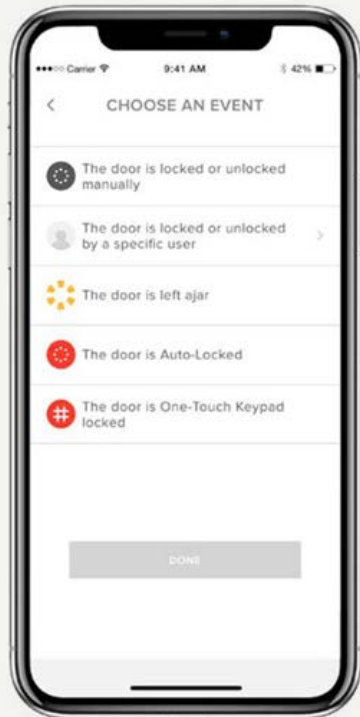 Carrier 9:41 AM 42%
CHOOSE AN EVENT
The door is locked or unlocked
manually
The door is locked or unlocked
by a specific user
The door is left ajar
The door is Auto-Locked
The door is One-Touch Keypad
locked
DONE